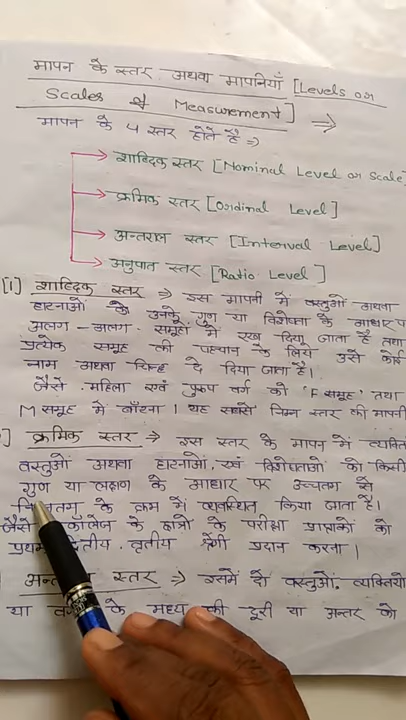 मापन के स्तर अथवा मापनियाँ [Levels or
Scales of Measurement] ⇒
मापन के 4 स्तर होते है ⇒
शाब्दिक स्तर [Nominal Level or Scale]
क्रमिक स्तर [Ordinal Level]
अन्तराल स्तर [Interval Level]
अनुपात स्तर [Ratio Level]
[1] शाब्दिक स्तर ⇒ इस मापनी में वस्तुओं अथवा
घटनाओं को उनके गुण या विशेषता के आधार प
अलग-अलग समूहों में रख दिया जाता है तथा
प्रत्येक समूह की पहचान के लिये उसे कोई
नाम अथवा चिन्ह दे दिया जाता है।
जैसे महिला एवं पुरुष वर्ग को 'F समूह' तथा
M समूह में बाँटना। यह सबसे निम्न स्तर की मापनी
] क्रमिक स्तर → इस स्तर के मापन में व्यक्ति
वस्तुओं अथवा घटनाओं, एवं विशेषताओं को किसी
गुण या लक्षण के आधार पर उच्चतम से
के क्रम में व्यवस्थित किया जाता है।
जैसे कालेज के छात्रों के परीक्षा प्राप्तांको को
द्वितीय, तृतीय श्रेणी प्रदान करना।
स्तर ⇒ इसमें दो वस्तुओं, व्यक्तियो
या के मध्य की दूरी या अन्तर को